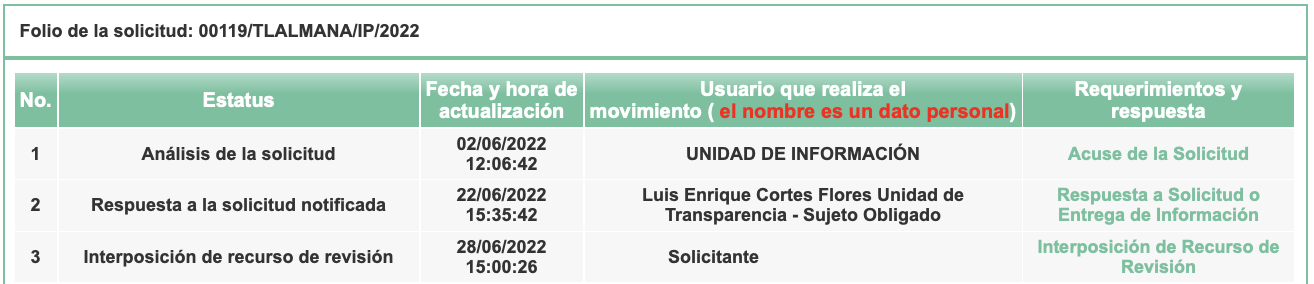 Folio de la solicitud: 00119/TLALMANA/IP/2022
No.
Estatus
Fecha y hora de
actualización
Usuario que realiza el
movimiento ( el nombre es un dato personal)
Requerimientos y
respuesta
1
Análisis de la solicitud
02/06/2022
12:06:42
UNIDAD DE INFORMACIÓN
Acuse de la Solicitud
2
Respuesta a la solicitud notificada
22/06/2022
15:35:42
Luis Enrique Cortes Flores Unidad de
Transparencia - Sujeto Obligado
Respuesta a Solicitud o
Entrega de Información
3
Interposición de recurso de revisión
28/06/2022
15:00:26
Solicitante
Interposición de Recurso de
Revisión